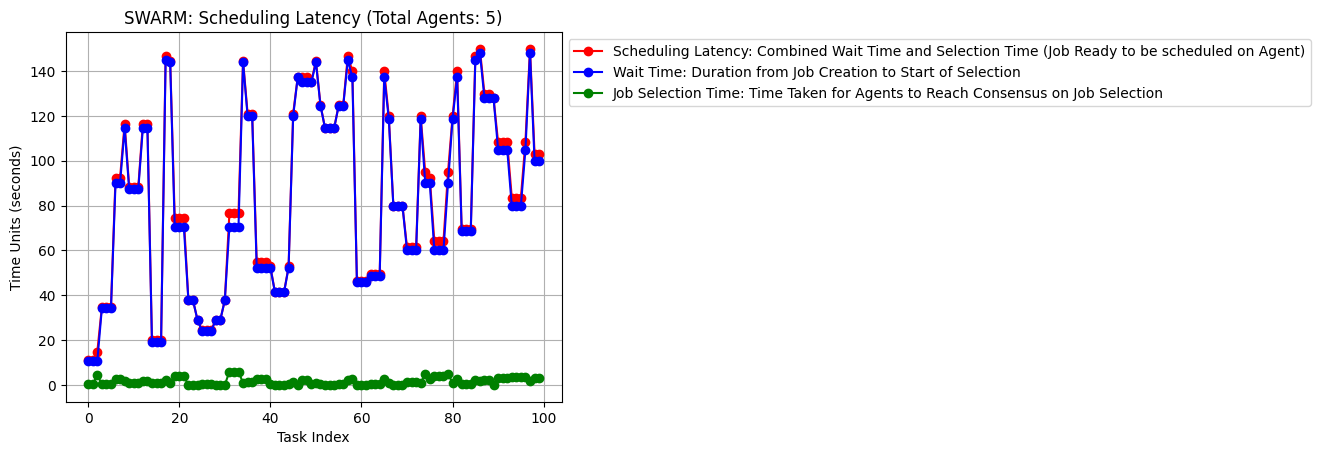 SWARM: Scheduling Latency (Total Agents: 5)
Scheduling Latency: Combined Wait Time and Selection Time (Job Ready to be scheduled on Agent)
Wait Time: Duration from Job Creation to Start of Selection
Job Selection Time: Time Taken for Agents to Reach Consensus on Job Selection
Time Units (seconds)
140
120
100
80
60
40
20
0
0 20 40 60 80 100
Task Index